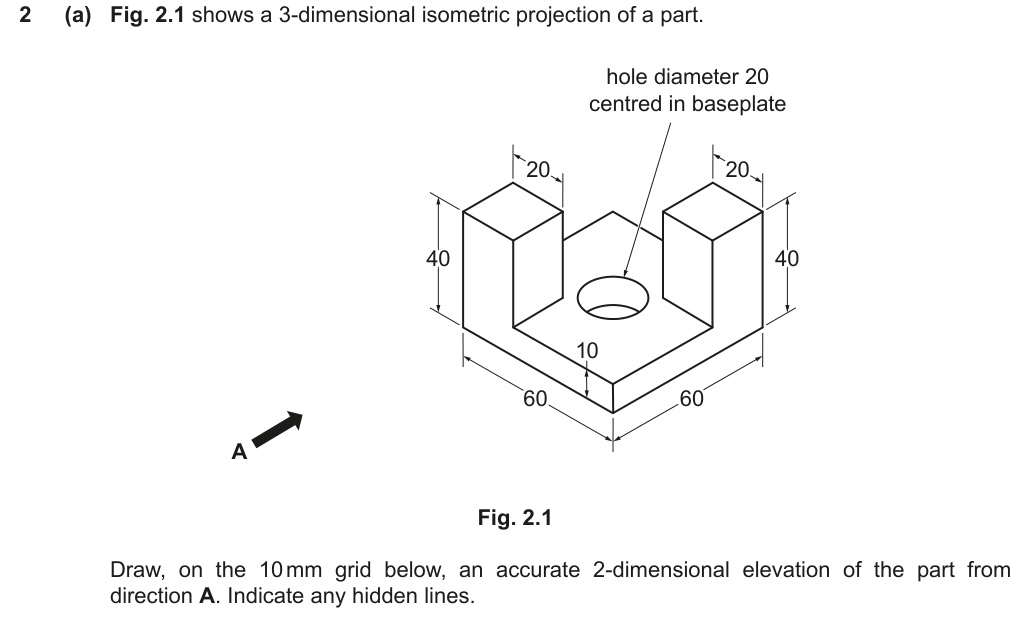 2 (a) Fig. 2.1 shows a 3-dimensional isometric projection of a part.
hole diameter 20
centred in baseplate
20
20
40
40
10
60
60
A
Fig. 2.1
Draw, on the 10 mm grid below, an accurate 2-dimensional elevation of the part from
direction A. Indicate any hidden lines.